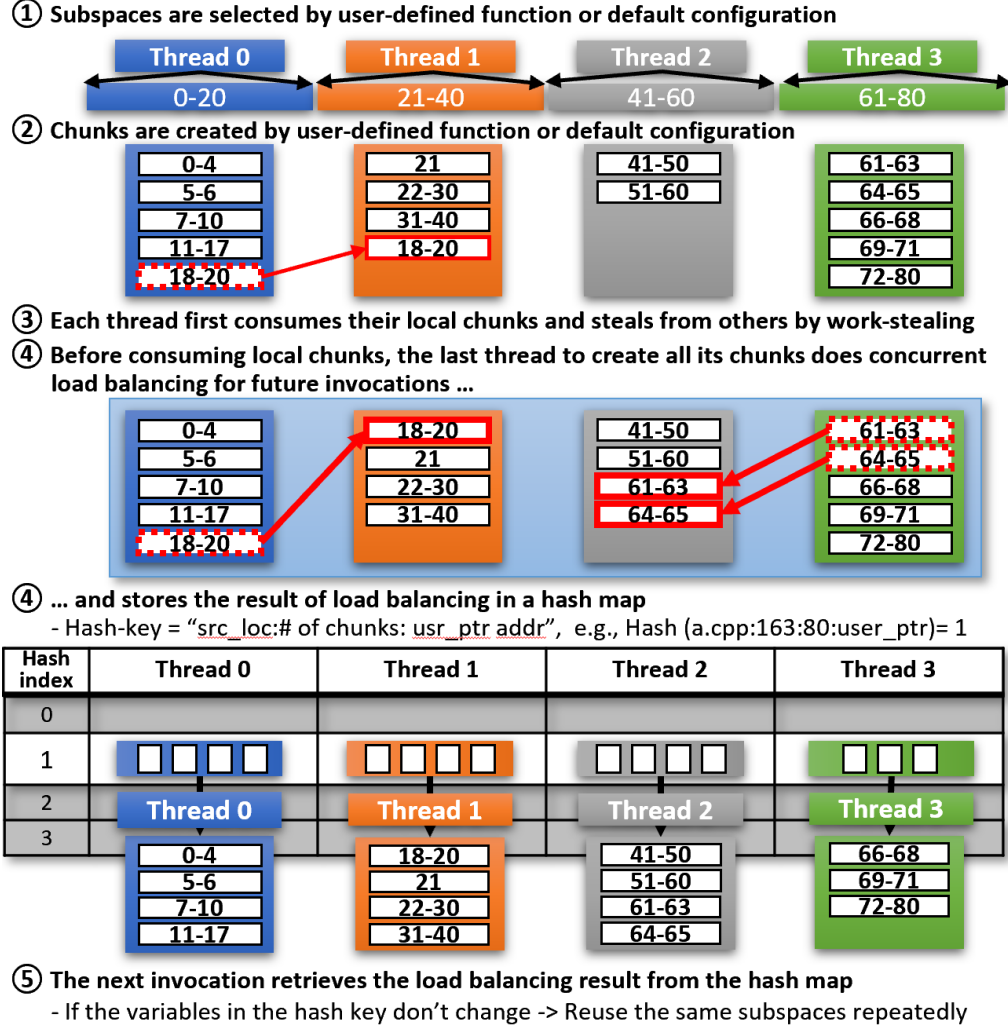 ① Subspaces are selected by user-defined function or default configuration
Thread 0 Thread 1 Thread 2 Thread 3
0-20 21-40 41-60 61-80
② Chunks are created by user-defined function or default configuration
0-4 21 41-50 61-63
5-6 22-30 51-60 64-65
7-10 31-40 66-68
11-17 18-20 69-71
18-20 72-80
③ Each thread first consumes their local chunks and steals from others by work-stealing
④ Before consuming local chunks, the last thread to create all its chunks does concurrent
load balancing for future invocations ...
0-4 18-20 41-50 61-63
5-6 21 51-60 64-65
7-10 22-30 61-63 66-68
11-17 31-40 64-65 69-71
18-20 72-80
④ ... and stores the result of load balancing in a hash map
- Hash-key = “src_loc:# of chunks: usr_ptr addr”, e.g., Hash (a.cpp:163:80:user_ptr)= 1
Hash
index Thread 0 Thread 1 Thread 2 Thread 3
0
1
2
Thread 0 Thread 1 Thread 2 Thread 3
3
0-4 18-20 41-50 66-68
5-6 21 51-60 69-71
7-10 22-30 61-63 72-80
11-17 31-40 64-65
⑤ The next invocation retrieves the load balancing result from the hash map
- If the variables in the hash key don’t change -> Reuse the same subspaces repeatedly